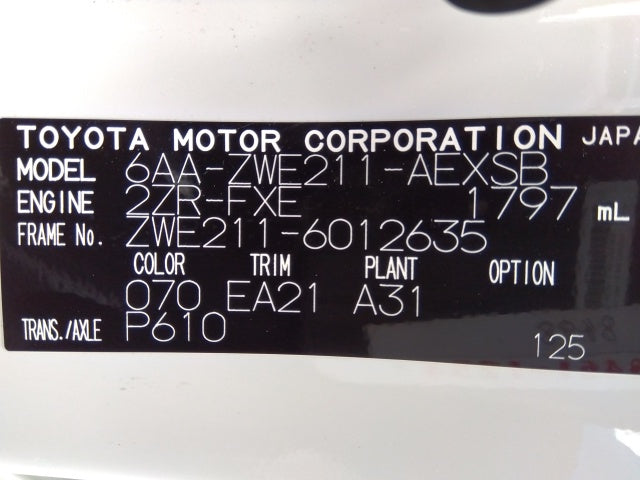 TOYOTA MOTOR CORPORATION JAPA
MODEL 6AA-ZWE211-AEXSB
ENGINE 2ZR-FXE 1797 mL
FRAME No. ZWE211-6012635
COLOR TRIM PLANT OPTION
070 EA21 A31
TRANS./AXLE P610
125